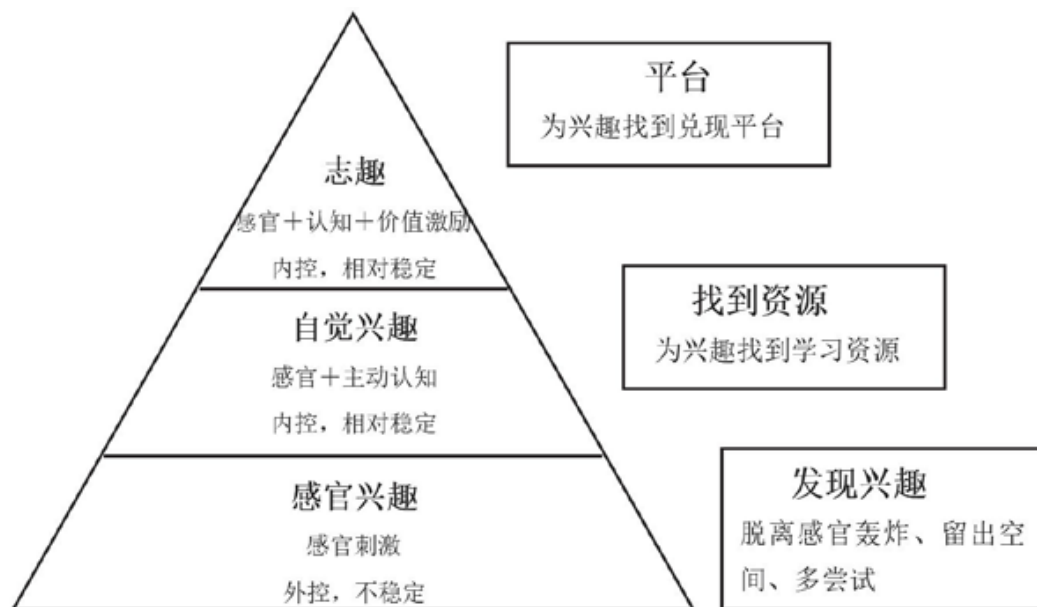 平台
为兴趣找到兑现平台
志趣
感官＋认知＋价值激励
内控，相对稳定
找到资源
为兴趣找到学习资源
自觉兴趣
感官＋主动认知
内控，相对稳定
发现兴趣
脱离感官轰炸、留出空
间、多尝试
感官兴趣
感官刺激
外控，不稳定